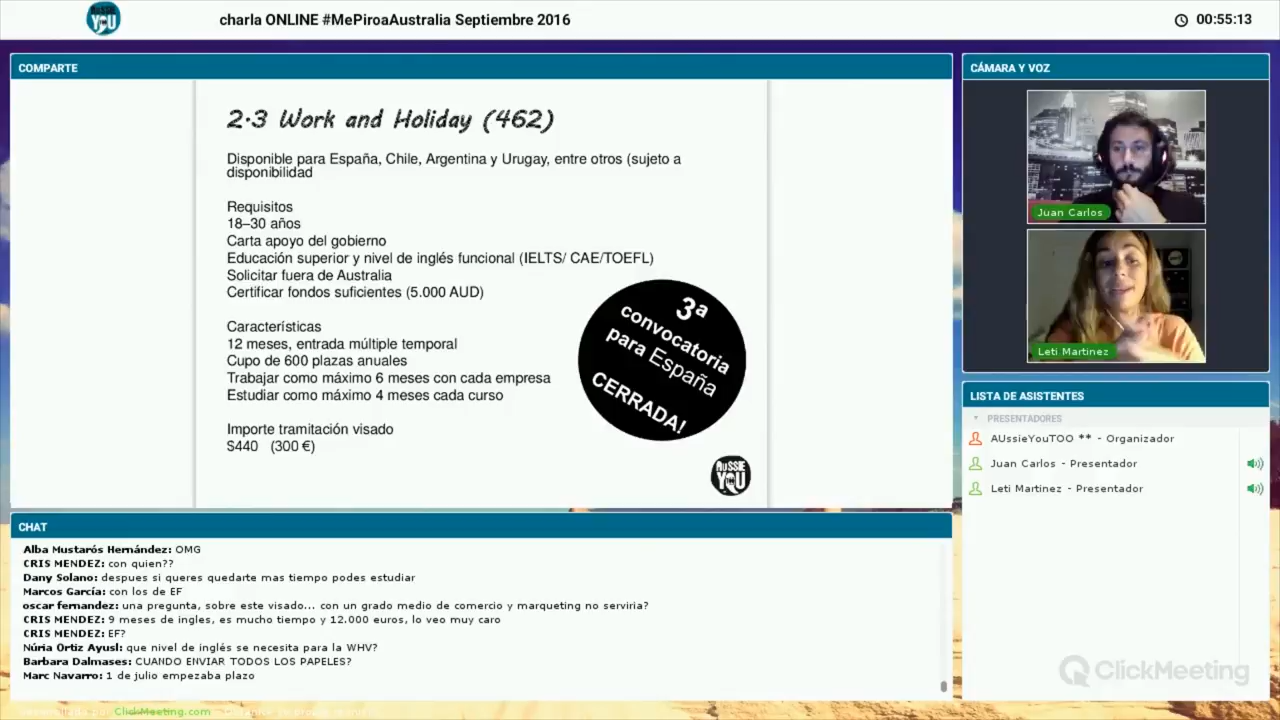 AUSSIE
YOU
charla ONLINE #MePiroaAustralia Septiembre 2016
00:55:13
COMPARTE
2.3 Work and Holiday (462)
Disponible para España, Chile, Argentina y Urugay, entre otros (sujeto a
disponibilidad
Requisitos
18–30 años
Carta apoyo del gobierno
Educación superior y nivel de inglés funcional (IELTS/ CAE/TOEFL)
Solicitar fuera de Australia
Certificar fondos suficientes (5.000 AUD)
Características
12 meses, entrada múltiple temporal
Cupo de 600 plazas anuales
Trabajar como máximo 6 meses con cada empresa
Estudiar como máximo 4 meses cada curso
Importe tramitación visado
$440 (300 €)
3ª
convocatoria
para España
CERRADA!
AUSSIE
YOU
CÁMARA Y VOZ
Juan Carlos
Leti Martinez
LISTA DE ASISTENTES
PRESENTADORES
AUssieYouTOO ** - Organizador
Juan Carlos - Presentador
Leti Martinez - Presentador
CHAT
Alba Mustarós Hernández: OMG
CRIS MENDEZ: con quien??
Dany Solano: despues si queres quedarte mas tiempo podes estudiar
Marcos García: con los de EF
oscar fernandez: una pregunta, sobre este visado... con un grado medio de comercio y marqueting no serviria?
CRIS MENDEZ: 9 meses de ingles, es mucho tiempo y 12.000 euros, lo veo muy caro
CRIS MENDEZ: EF?
Núria Ortiz Ayusl: que nivel de inglés se necesita para la WHV?
Barbara Dalmases: CUANDO ENVIAR TODOS LOS PAPELES?
Marc Navarro: 1 de julio empezaba plazo
ClickMeeting
ClickMeeting.com